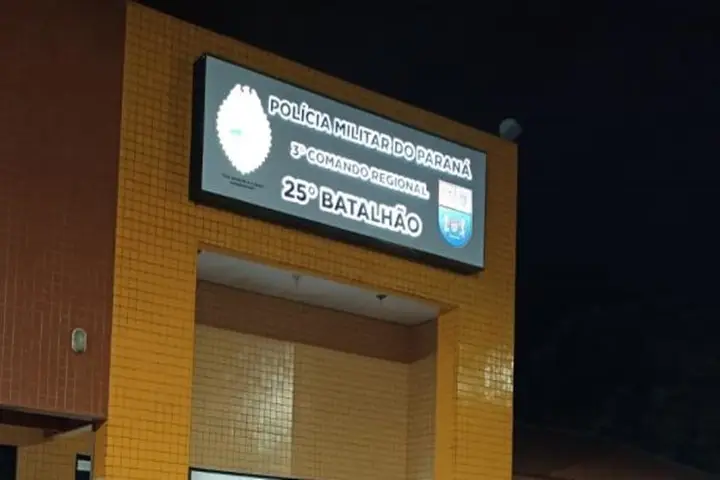 POLÍCIA MILITAR DO PARANÁ
3º COMANDO REGIONAL
25º BATALHÃO